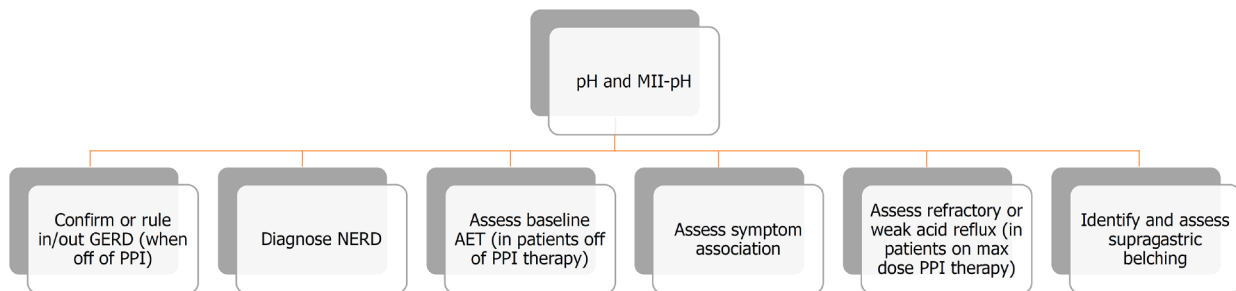 pH and MII-pH
Confirm or rule
in/out GERD (when
off of PPI)
Diagnose NERD
Assess baseline
AET (in patients off
of PPI therapy)
Assess symptom
association
Assess refractory or
weak acid reflux (in
patients on max
dose PPI therapy)
Identify and assess
supragastric
belching